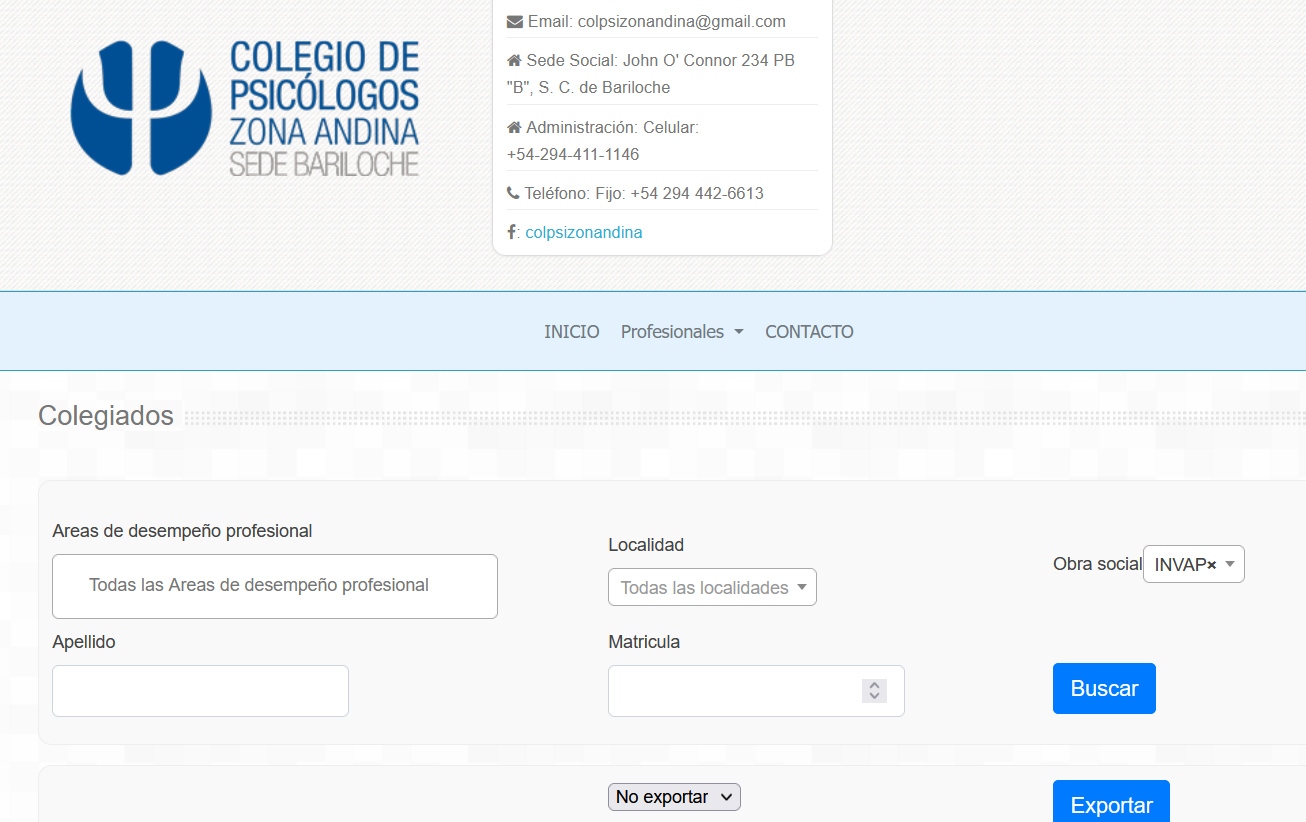 COLEGIO DE
PSICÓLOGOS
ZONA ANDINA
SEDE BARILOCHE
Email: colpsizonandina@gmail.com
Sede Social: John O' Connor 234 PB
"B", S. C. de Bariloche
Administración: Celular:
+54-294-411-1146
Teléfono: Fijo: +54 294 442-6613
: colpsizonandina
INICIO Profesionales CONTACTO
Colegiados
Areas de desempeño profesional
Todas las Areas de desempeño profesional
Localidad
Todas las localidades
Obra social INVAP×
Apellido
Matricula
Buscar
No exportar
Exportar